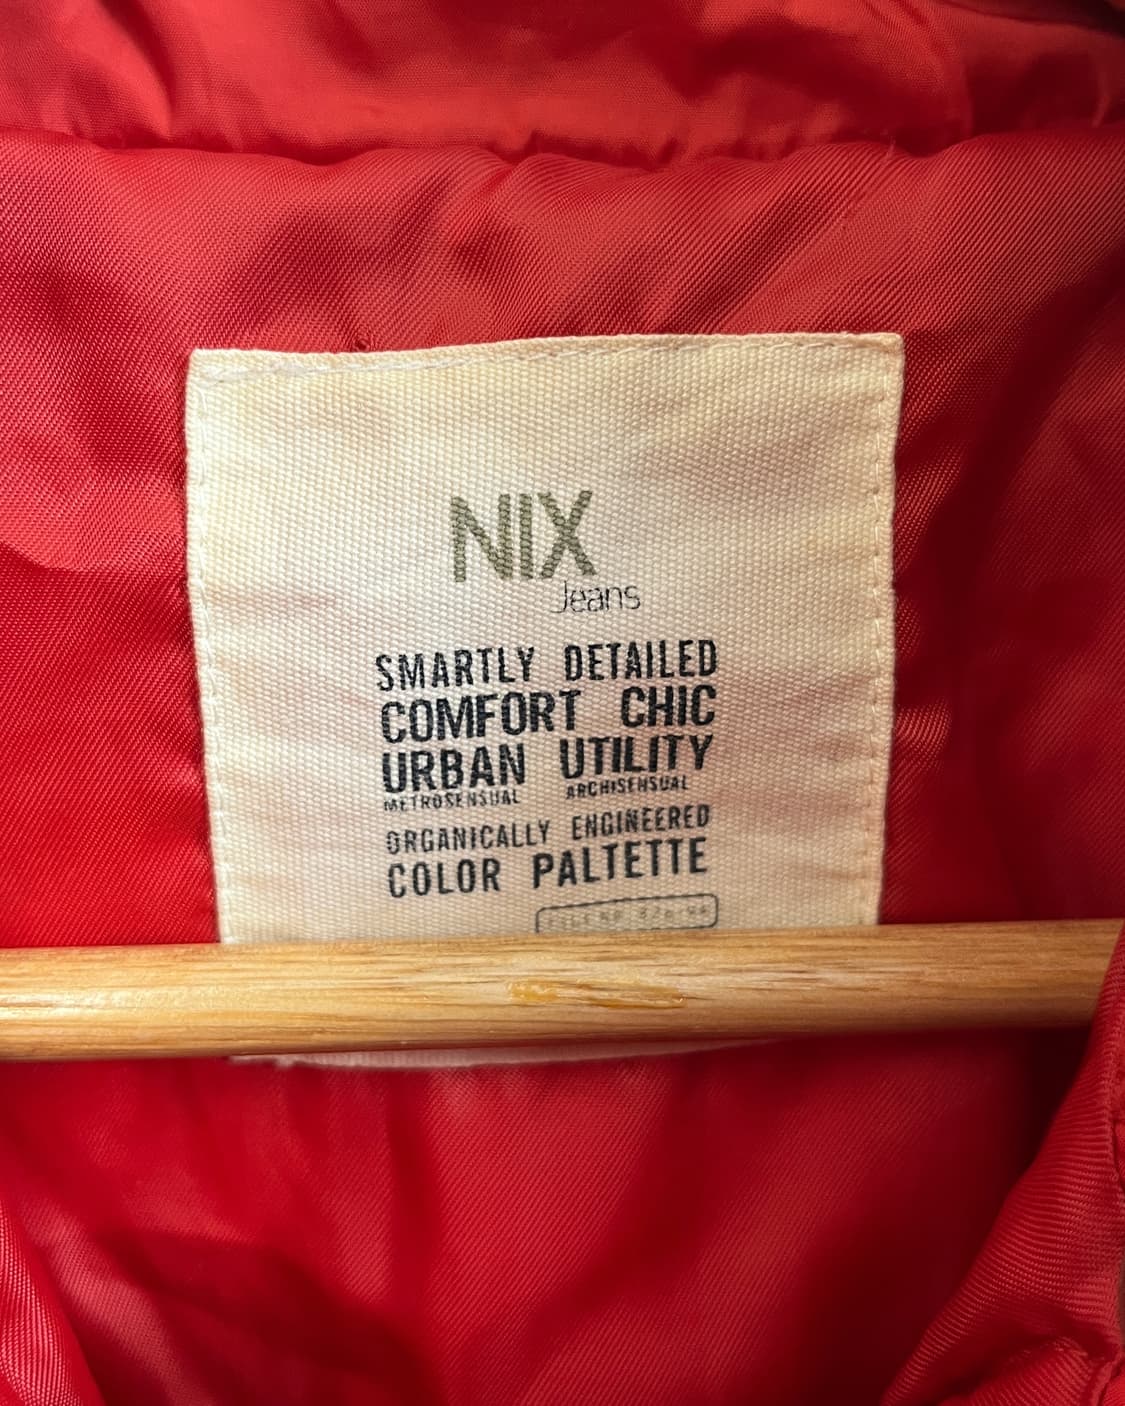 NIX
Jeans
SMARTLY DETAILED
COMFORT CHIC
URBAN UTILITY
METROSENSUAL ARCHISENSUAL
ORGANICALLY ENGINEERED
COLOR PALTETTE